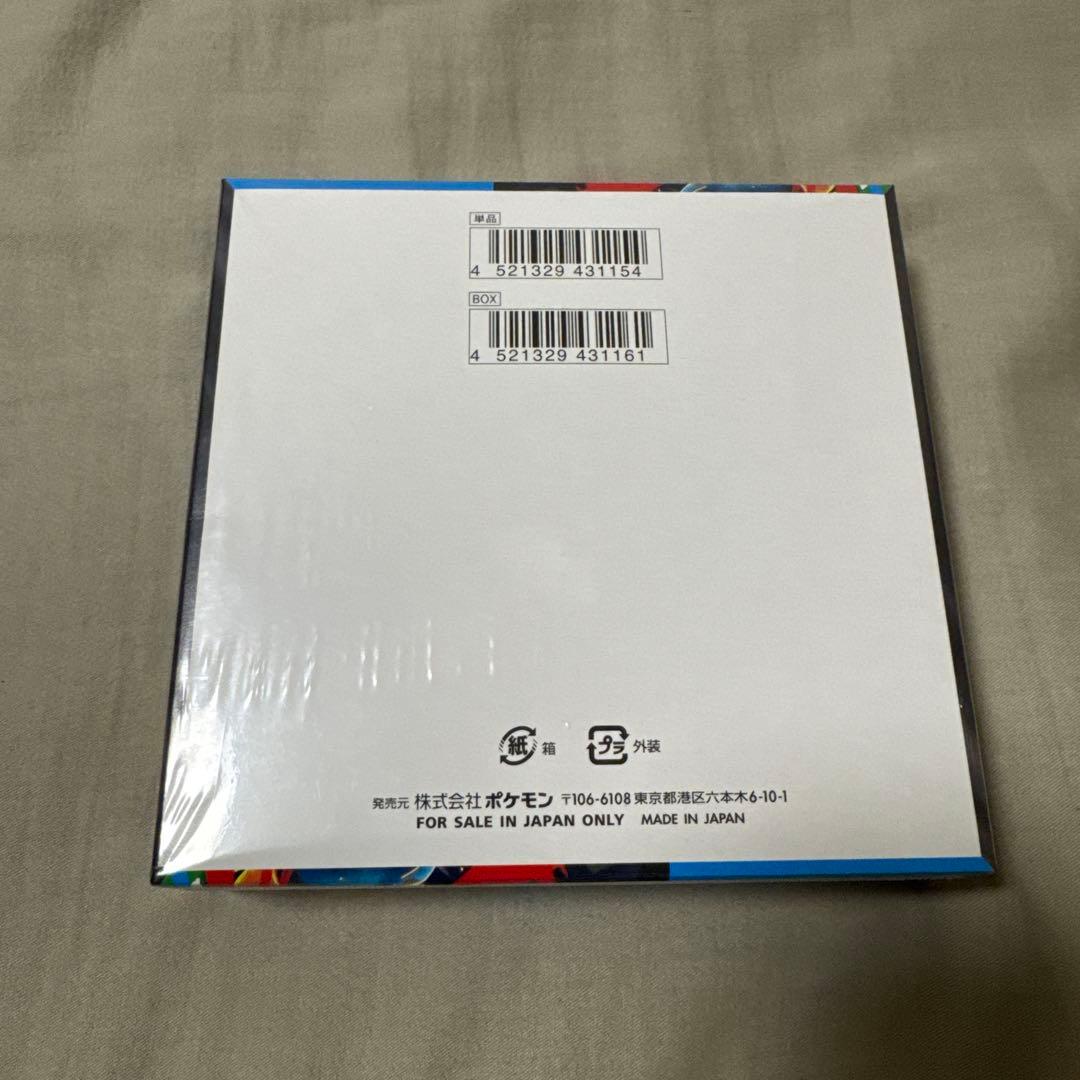 単品
4 521329 431154
BOX
4 521329 431161
紙 箱 プラ 外装
発売元 株式会社 ポケモン 〒106-6108 東京都港区六本木6-10-1
FOR SALE IN JAPAN ONLY MADE IN JAPAN